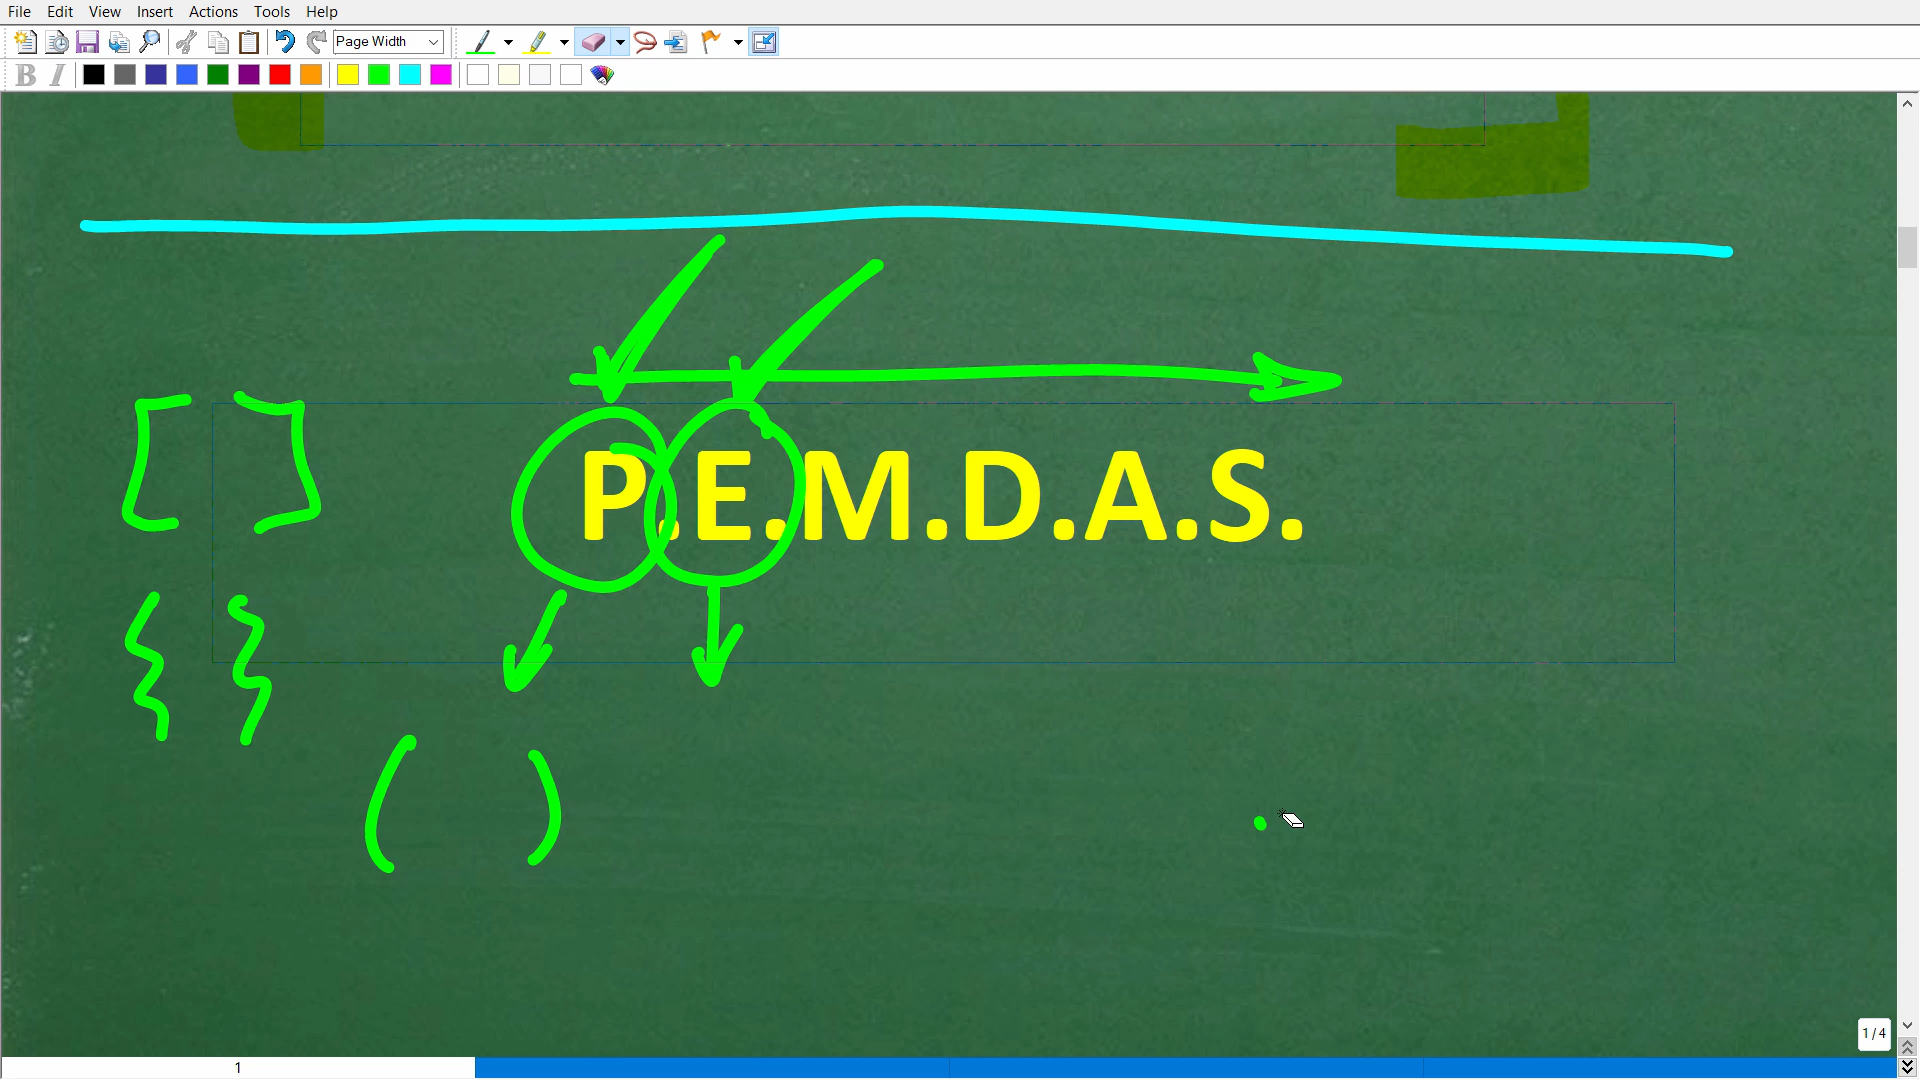 File Edit View Insert Actions Tools Help
Page Width
B I
[ ]
P.E.M.D.A.S.
{ }
( )
1 / 4
1